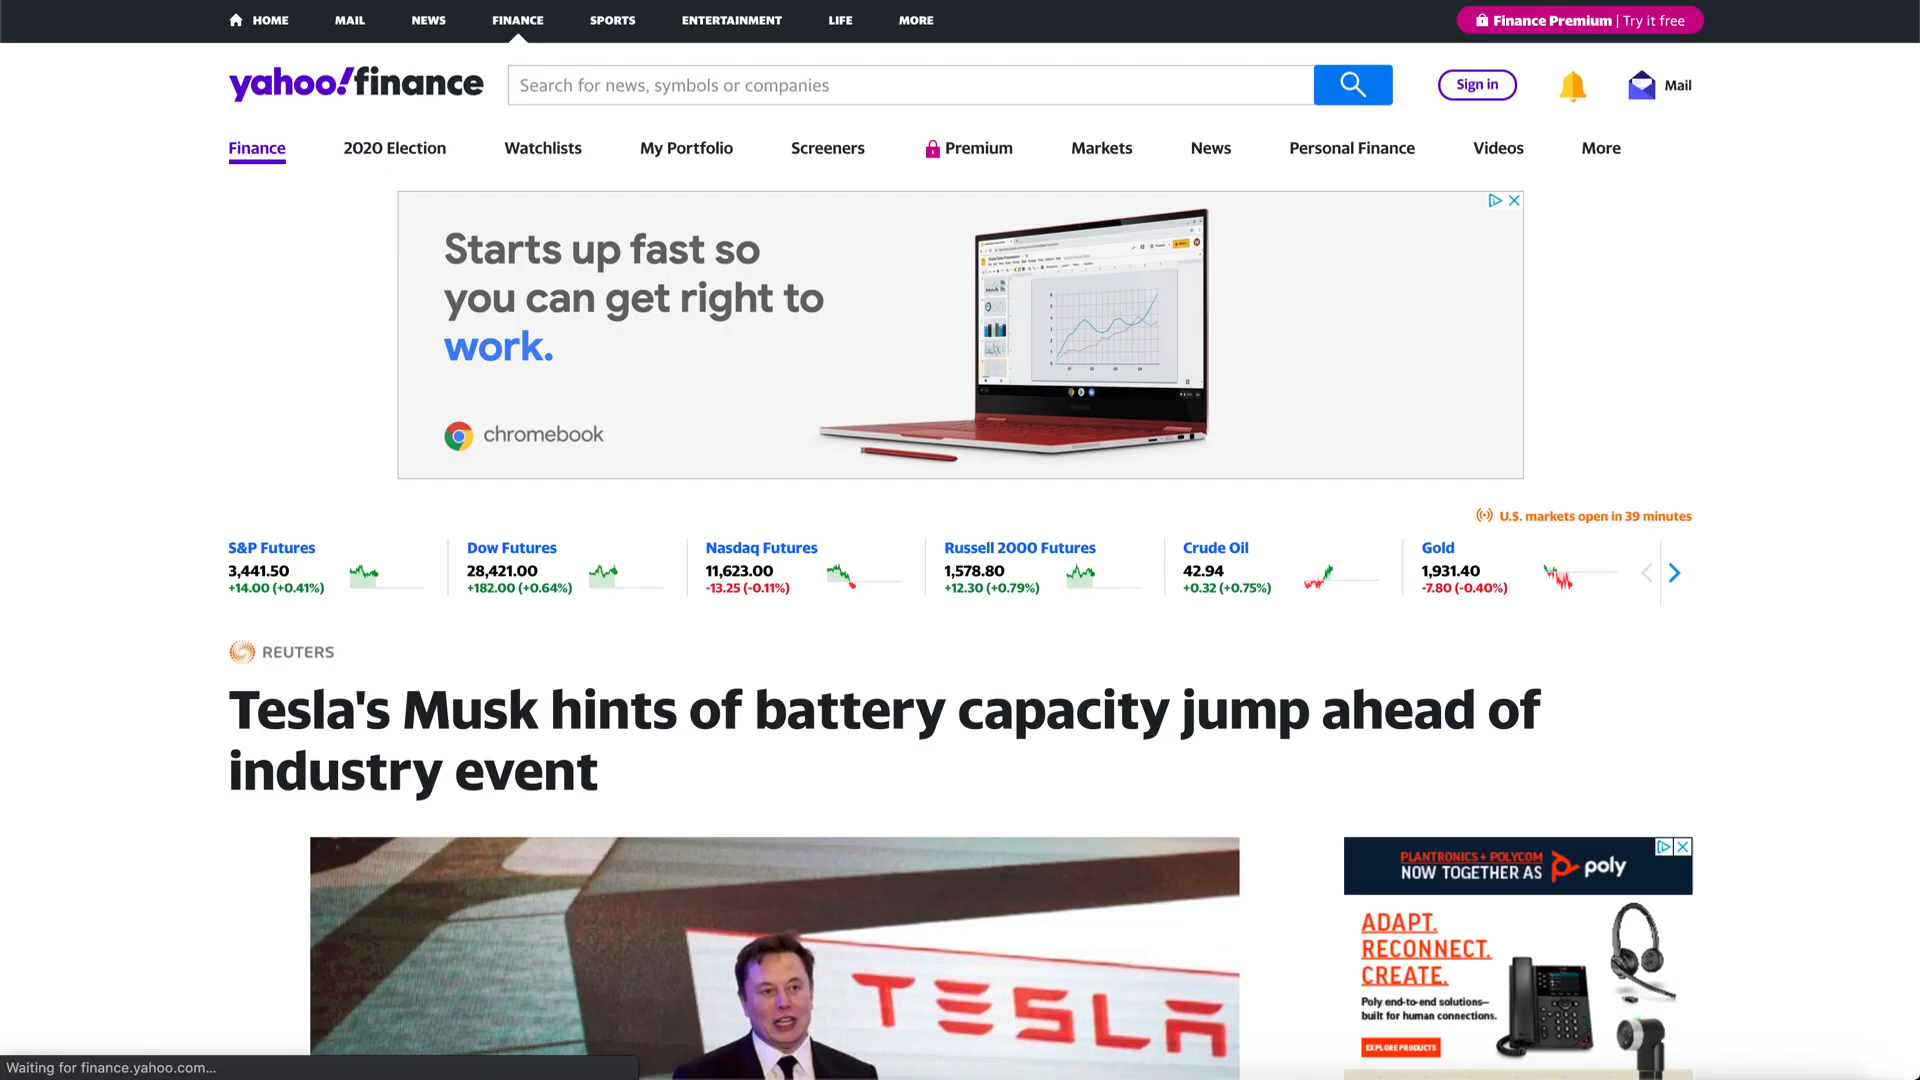 HOME MAIL NEWS FINANCE SPORTS ENTERTAINMENT LIFE MORE
Finance Premium | Try it free
yahoo!finance
Search for news, symbols or companies
Sign in
Mail
Finance 2020 Election Watchlists My Portfolio Screeners Premium Markets News Personal Finance Videos More
Starts up fast so
you can get right to
work.
chromebook
U.S. markets open in 39 minutes
S&P Futures
3,441.50
+14.00 (+0.41%)
Dow Futures
28,421.00
+182.00 (+0.64%)
Nasdaq Futures
11,623.00
-13.25 (-0.11%)
Russell 2000 Futures
1,578.80
+12.30 (+0.79%)
Crude Oil
42.94
+0.32 (+0.75%)
Gold
1,931.40
-7.80 (-0.40%)
REUTERS
Tesla's Musk hints of battery capacity jump ahead of
industry event
TESLA
PLANTRONICS + POLYCOM
NOW TOGETHER AS
poly
ADAPT.
RECONNECT.
CREATE.
Poly end-to-end solutions—
built for human connections.
EXPLORE PRODUCTS
Waiting for finance.yahoo.com...